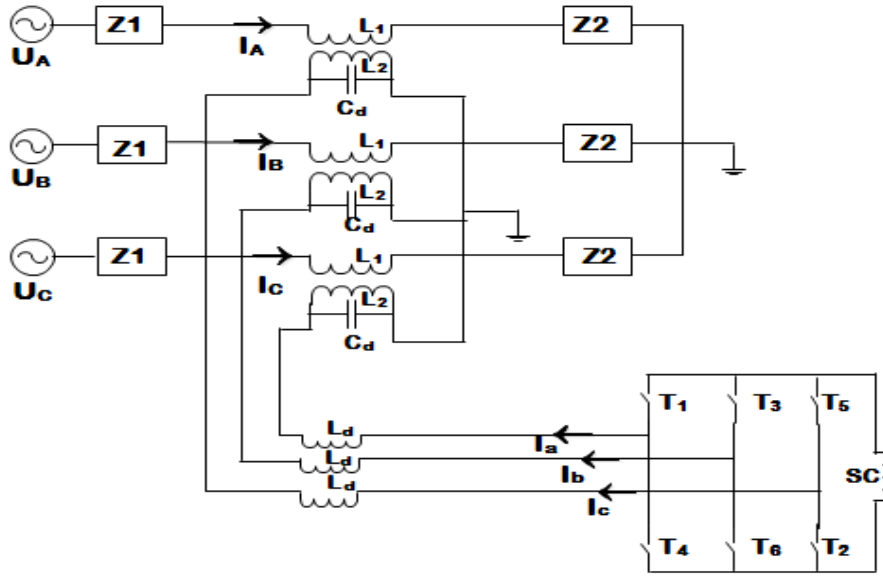 Z1 L1 Z2
UA IA
L2
Cd
Z1 L1 Z2
UB IB
L2
Cd
Z1 L1 Z2
UC IC
L2
Cd
T1 T3 T5
Ld
Ia
Ld
Ib
SC
Ld
Ic
T4 T6 T2